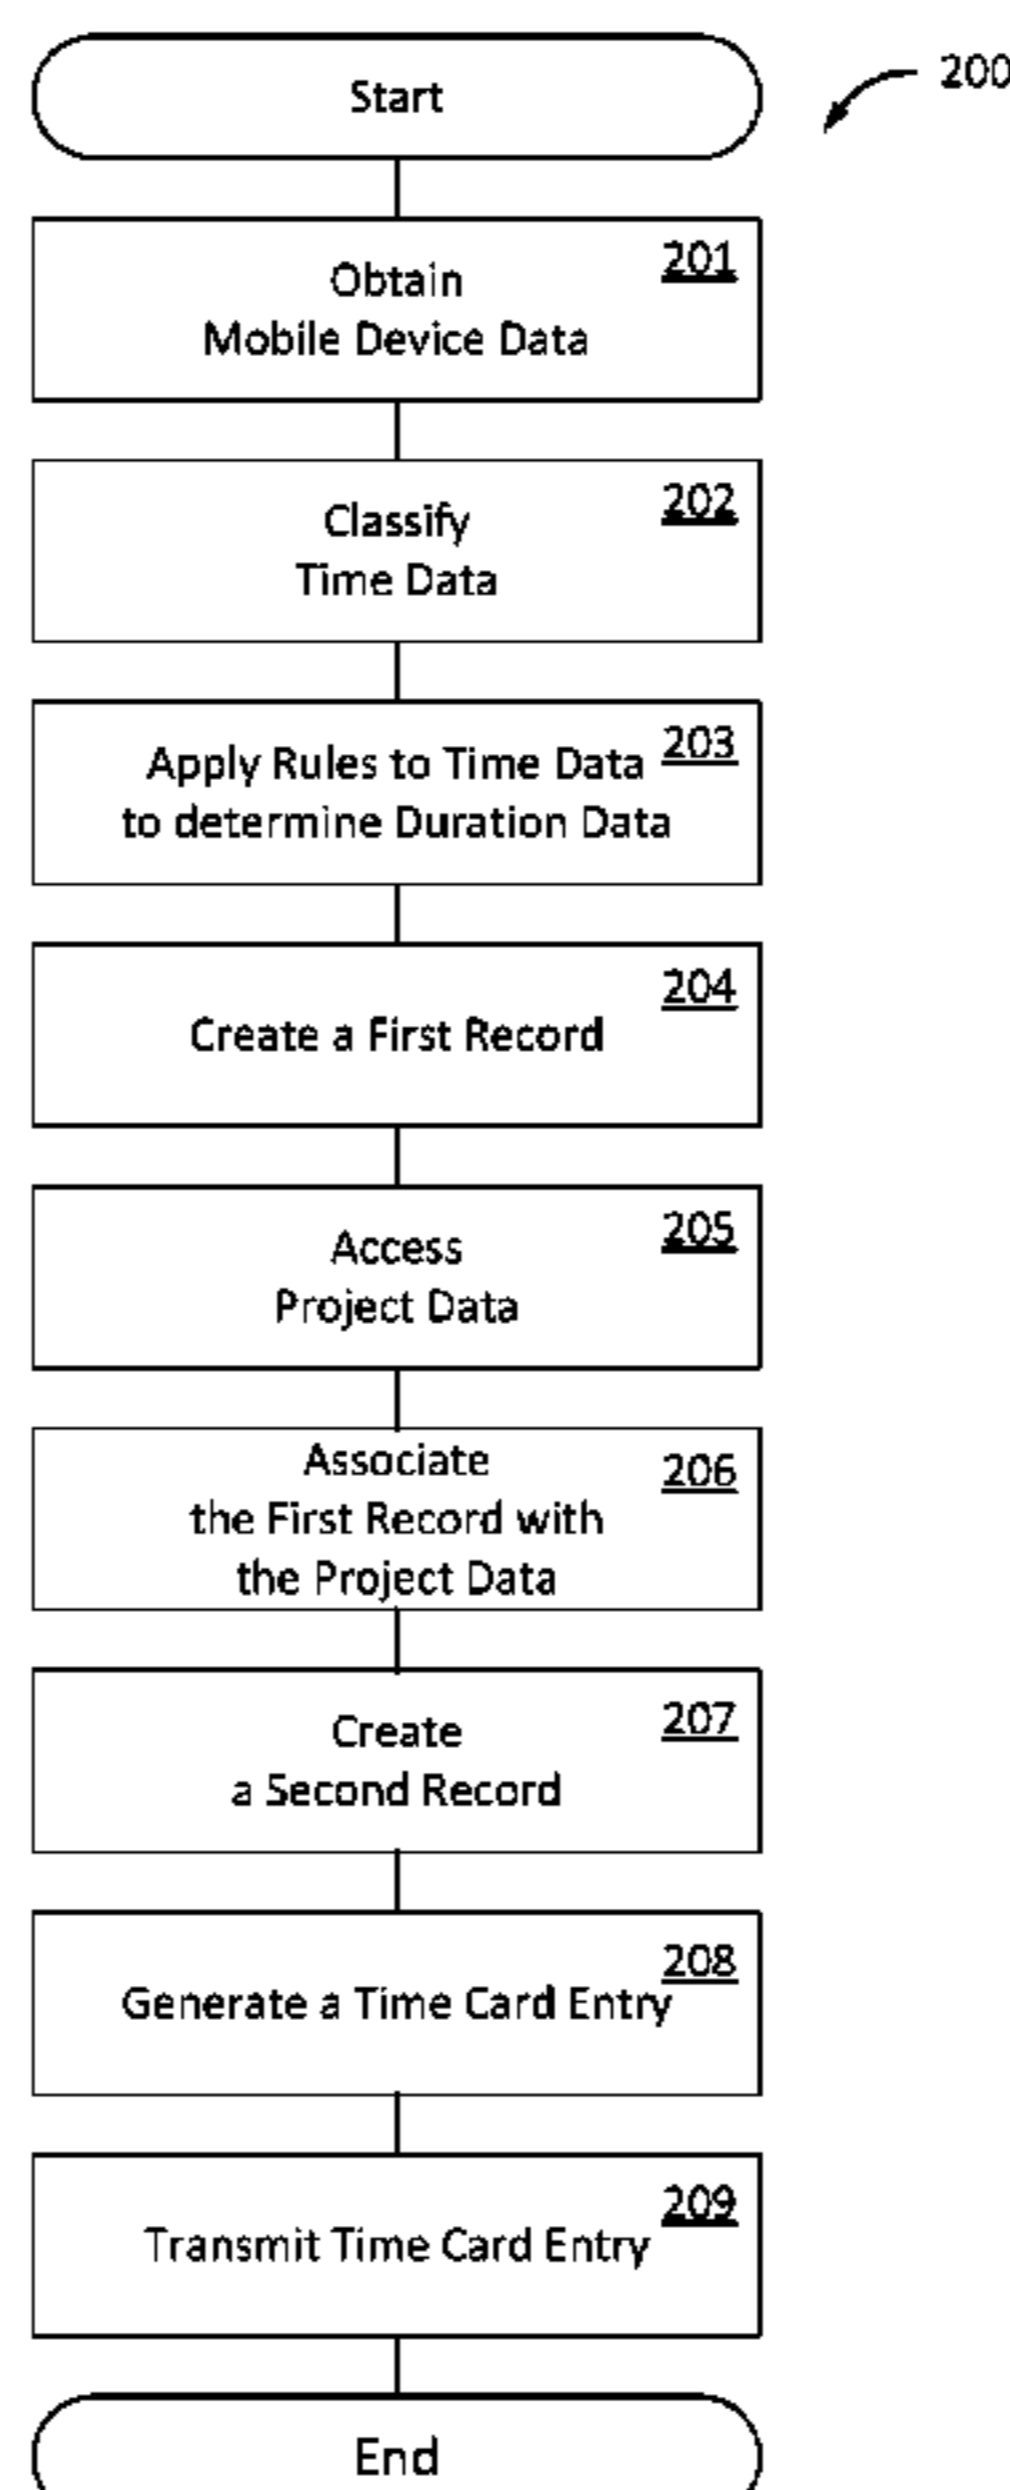 Start
200
201
Obtain
Mobile Device Data
202
Classify
Time Data
203
Apply Rules to Time Data
to determine Duration Data
204
Create a First Record
205
Access
Project Data
206
Associate
the First Record with
the Project Data
207
Create
a Second Record
208
Generate a Time Card Entry
209
Transmit Time Card Entry
End